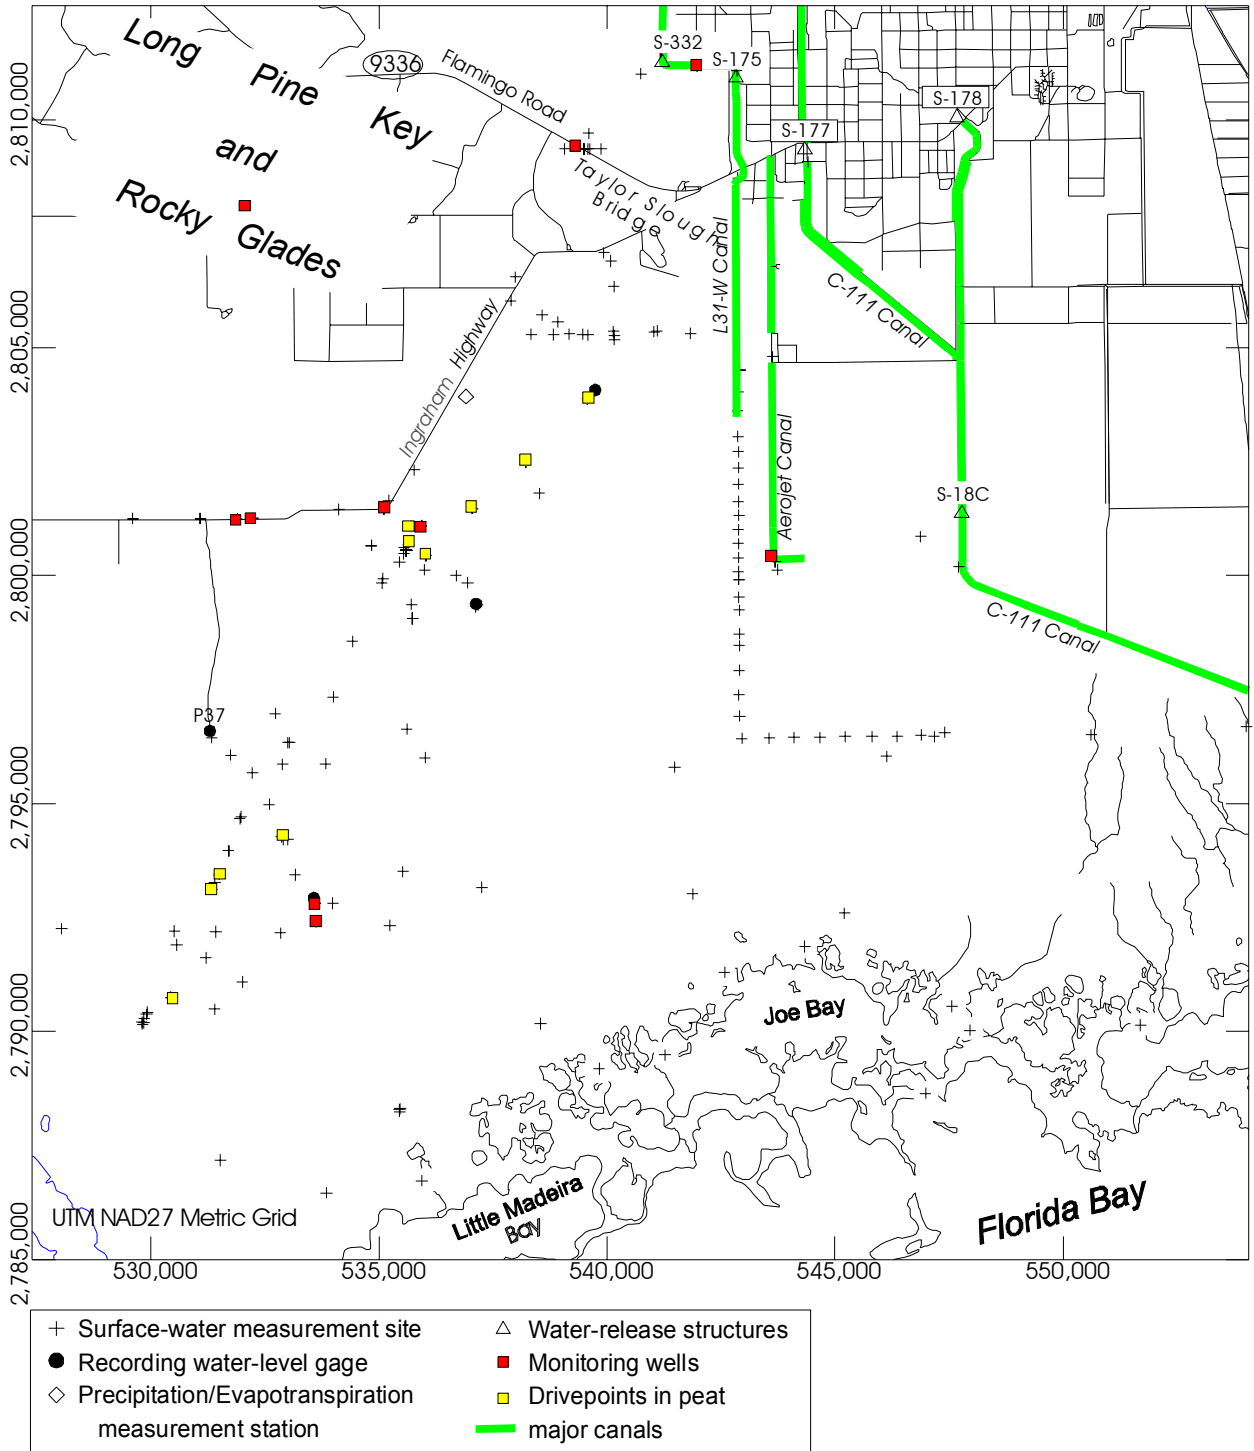 Long
Pine
Key
and
Rocky
Glades
9336
Flamingo Road
S-332
S-175
S-178
S-177
Taylor Slough
Bridge
L31-W Canal
C-111 Canal
Ingraham Highway
Aerojet Canal
S-18C
C-111 Canal
P37
Joe Bay
Little Madeira
Bay
Florida Bay
UTM NAD27 Metric Grid
2,810,000
2,805,000
2,800,000
2,795,000
2,790,000
2,785,000
530,000
535,000
540,000
545,000
550,000
Surface-water measurement site
Recording water-level gage
Precipitation/Evapotranspiration
measurement station
Water-release structures
Monitoring wells
Drivepoints in peat
major canals